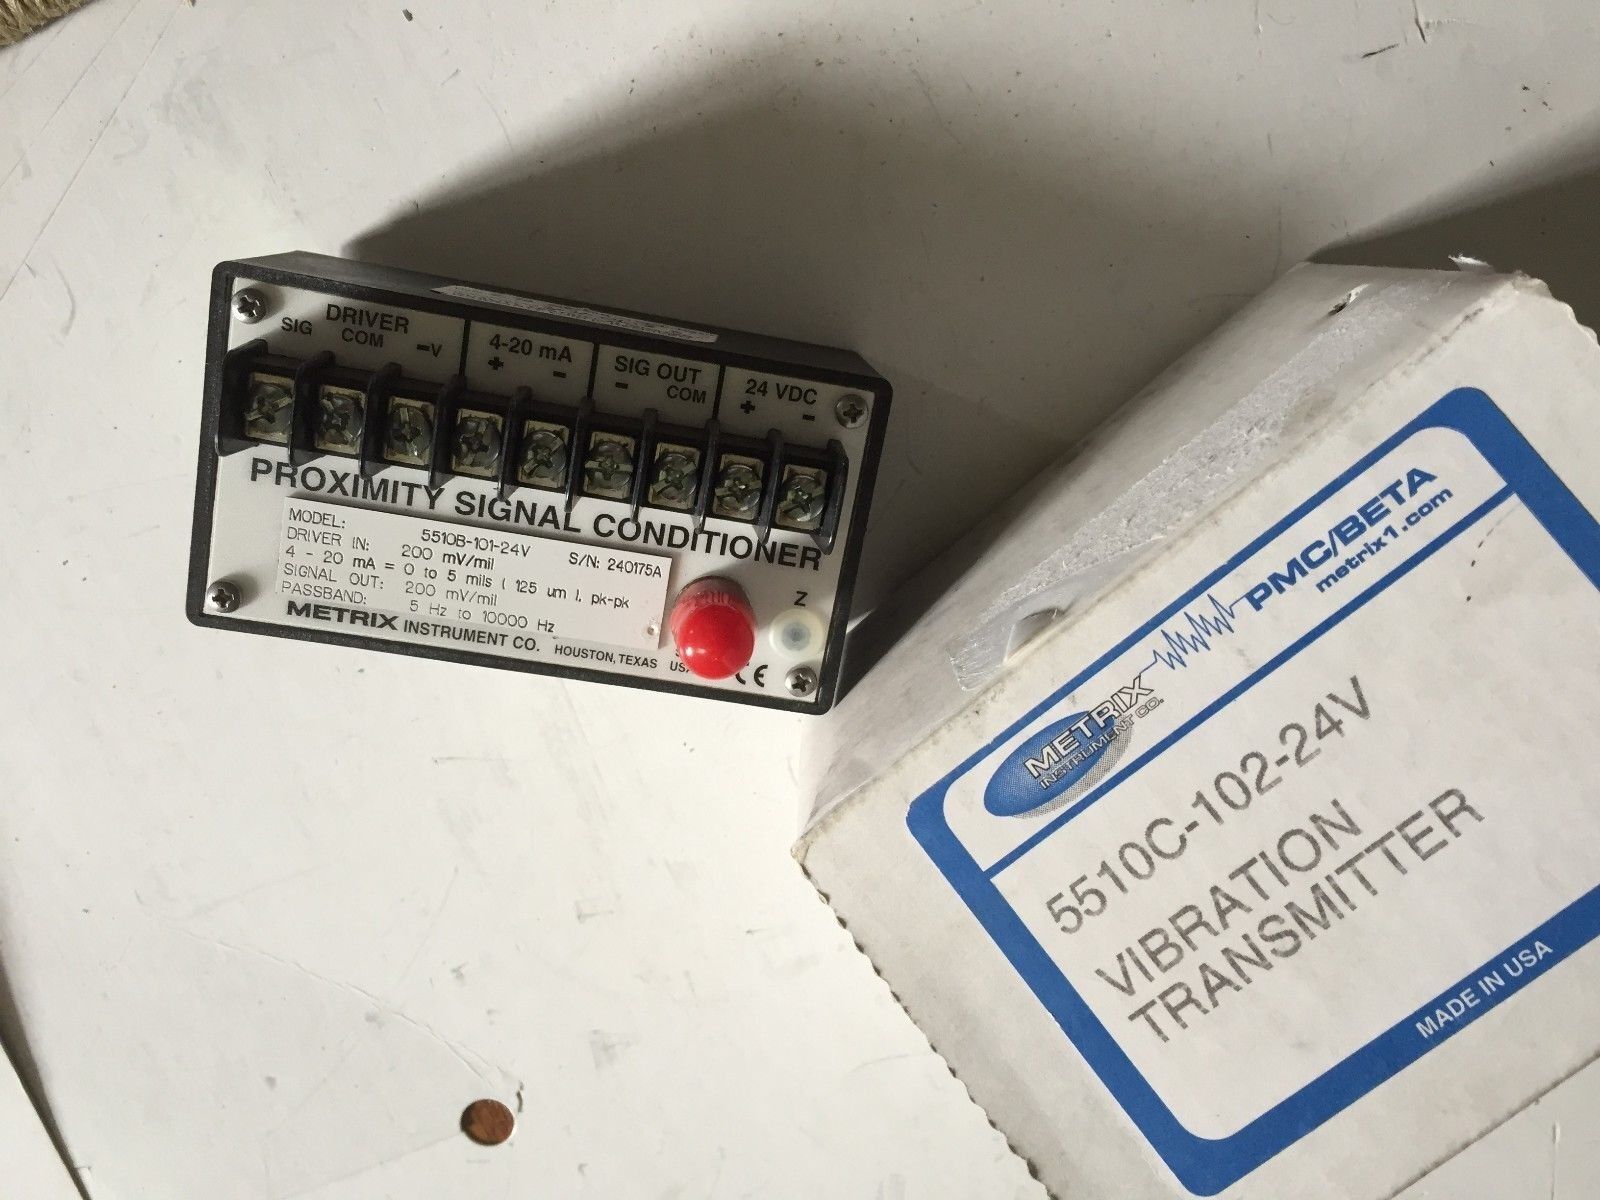 DRIVER
SIG COM -V
4-20 mA
+ -
SIG OUT
- COM
24 VDC
+ -
PROXIMITY SIGNAL CONDITIONER
MODEL: 5510B-101-24V S/N: 240175A
DRIVER IN: 200 mV/mil
4 - 20 mA = 0 to 5 mils ( 125 um ), pk-pk
SIGNAL OUT: 200 mV/mil
PASSBAND: 5 Hz to 10000 Hz
METRIX INSTRUMENT CO. HOUSTON, TEXAS
Z
CE
METRIX
INSTRUMENT CO.
PMC/BETA
metrix1.com
5510C-102-24V
VIBRATION
TRANSMITTER
MADE IN USA